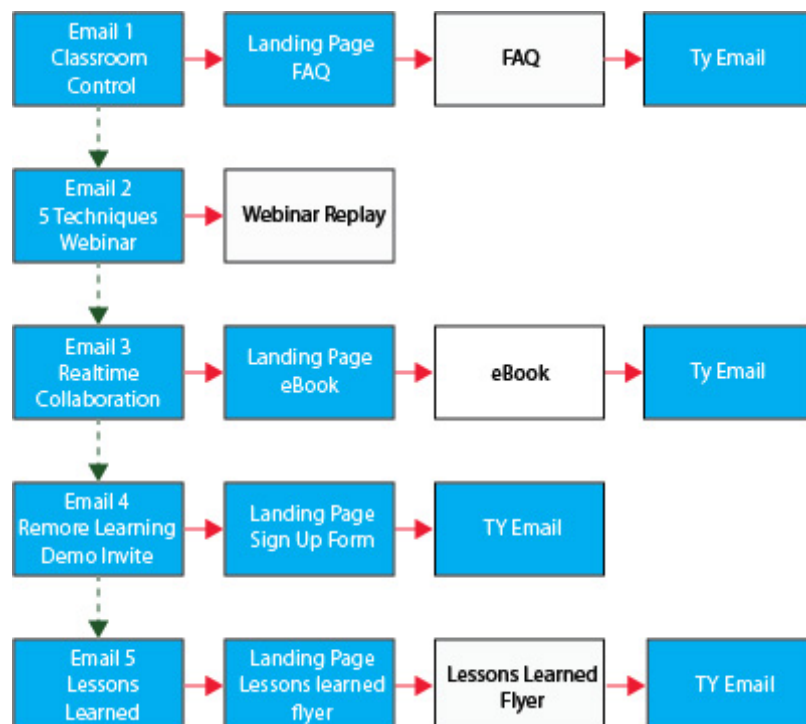 Email 1
Classroom
Control
Landing Page
FAQ
FAQ
Ty Email
Email 2
5 Techniques
Webinar
Webinar Replay
Email 3
Realtime
Collaboration
Landing Page
eBook
eBook
Ty Email
Email 4
Remore Learning
Demo Invite
Landing Page
Sign Up Form
TY Email
Email 5
Lessons
Learned
Landing Page
Lessons learned
flyer
Lessons Learned
Flyer
TY Email